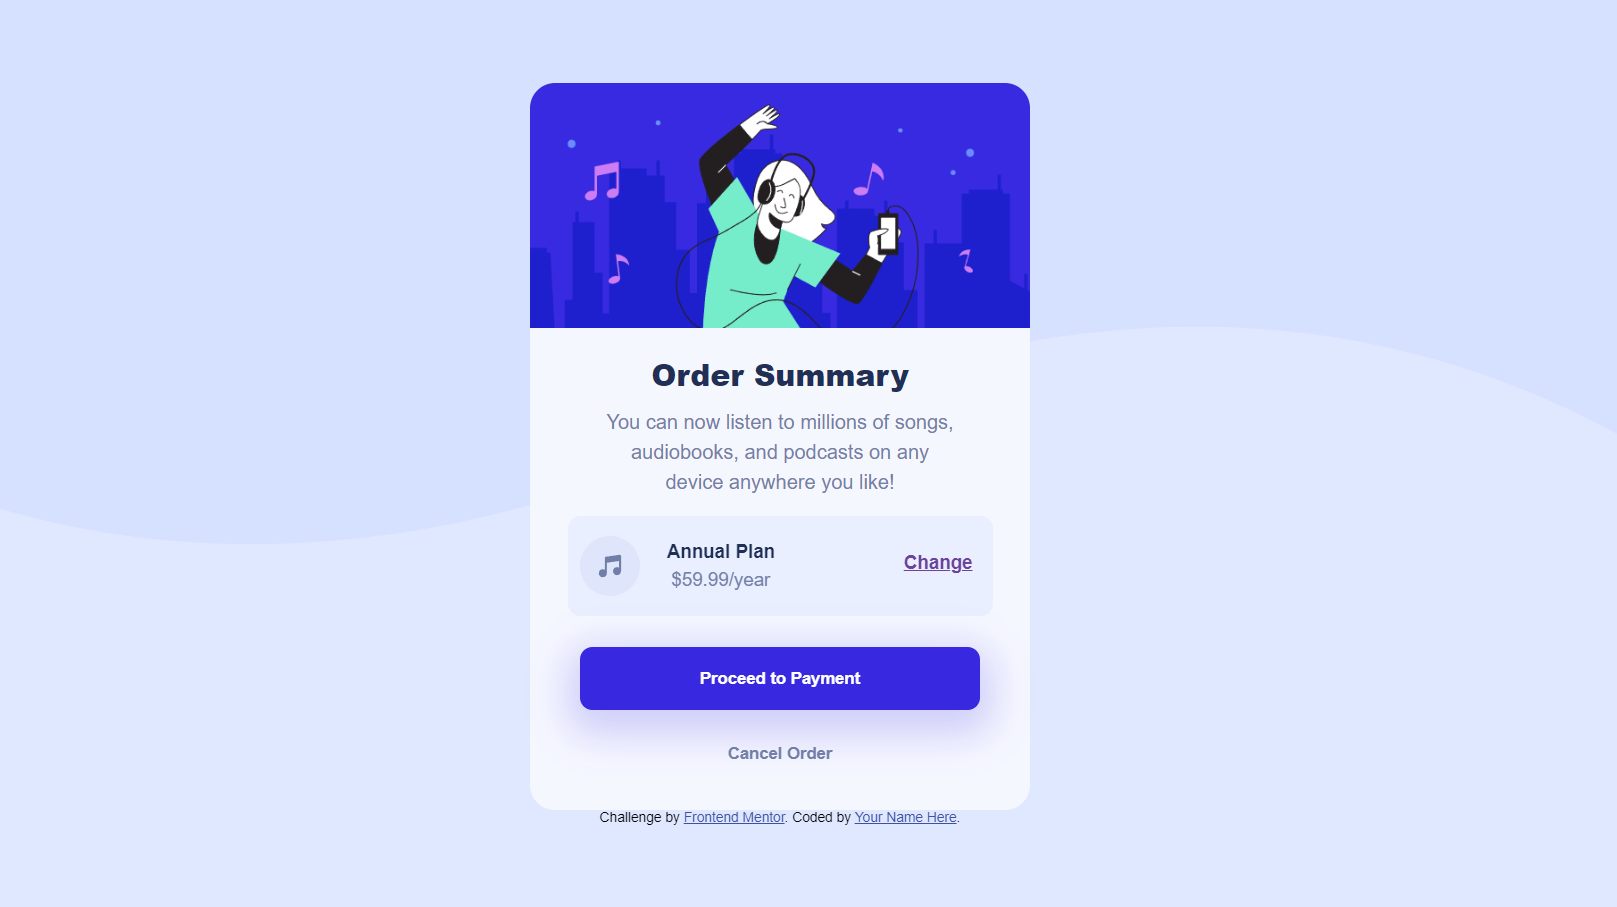 Order Summary
You can now listen to millions of songs,
audiobooks, and podcasts on any
device anywhere you like!
Annual Plan
$59.99/year
Change
Proceed to Payment
Cancel Order
Challenge by Frontend Mentor. Coded by Your Name Here.